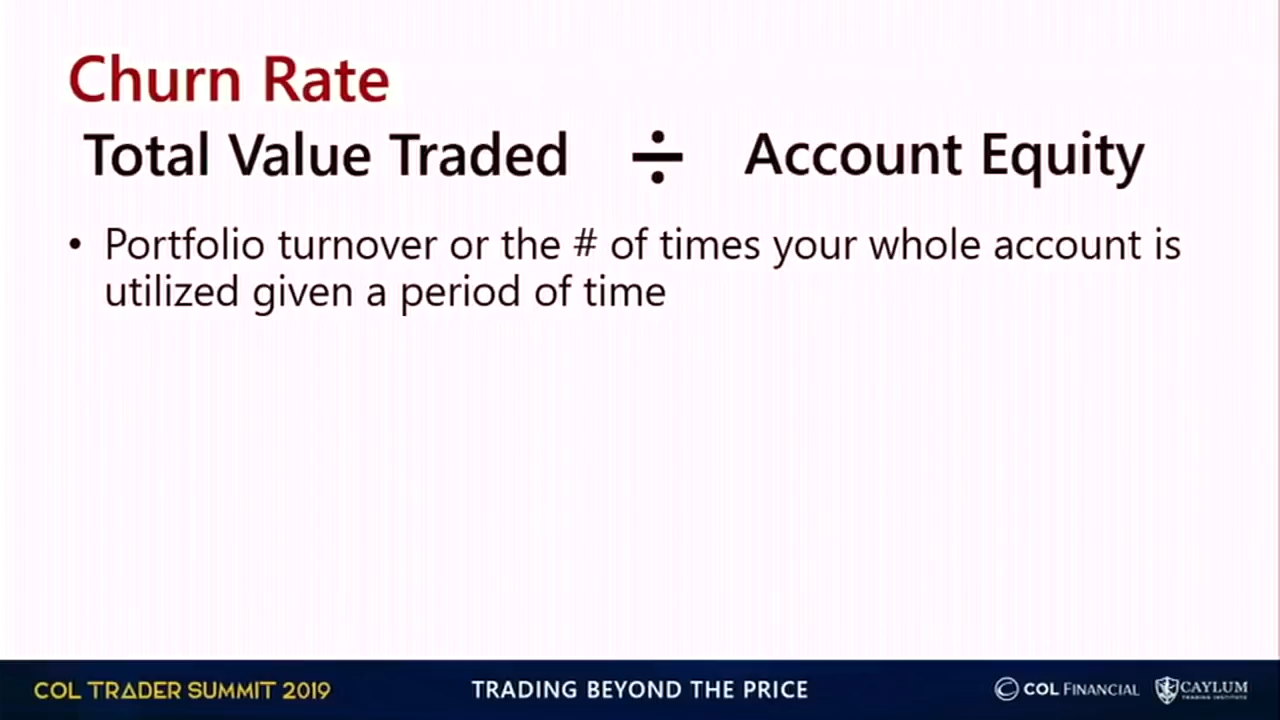 Churn Rate
Total Value Traded ÷ Account Equity
• Portfolio turnover or the # of times your whole account is
utilized given a period of time
COL TRADER SUMMIT 2019
TRADING BEYOND THE PRICE
COL FINANCIAL
CAYLUM
TRADING INSTITUTE